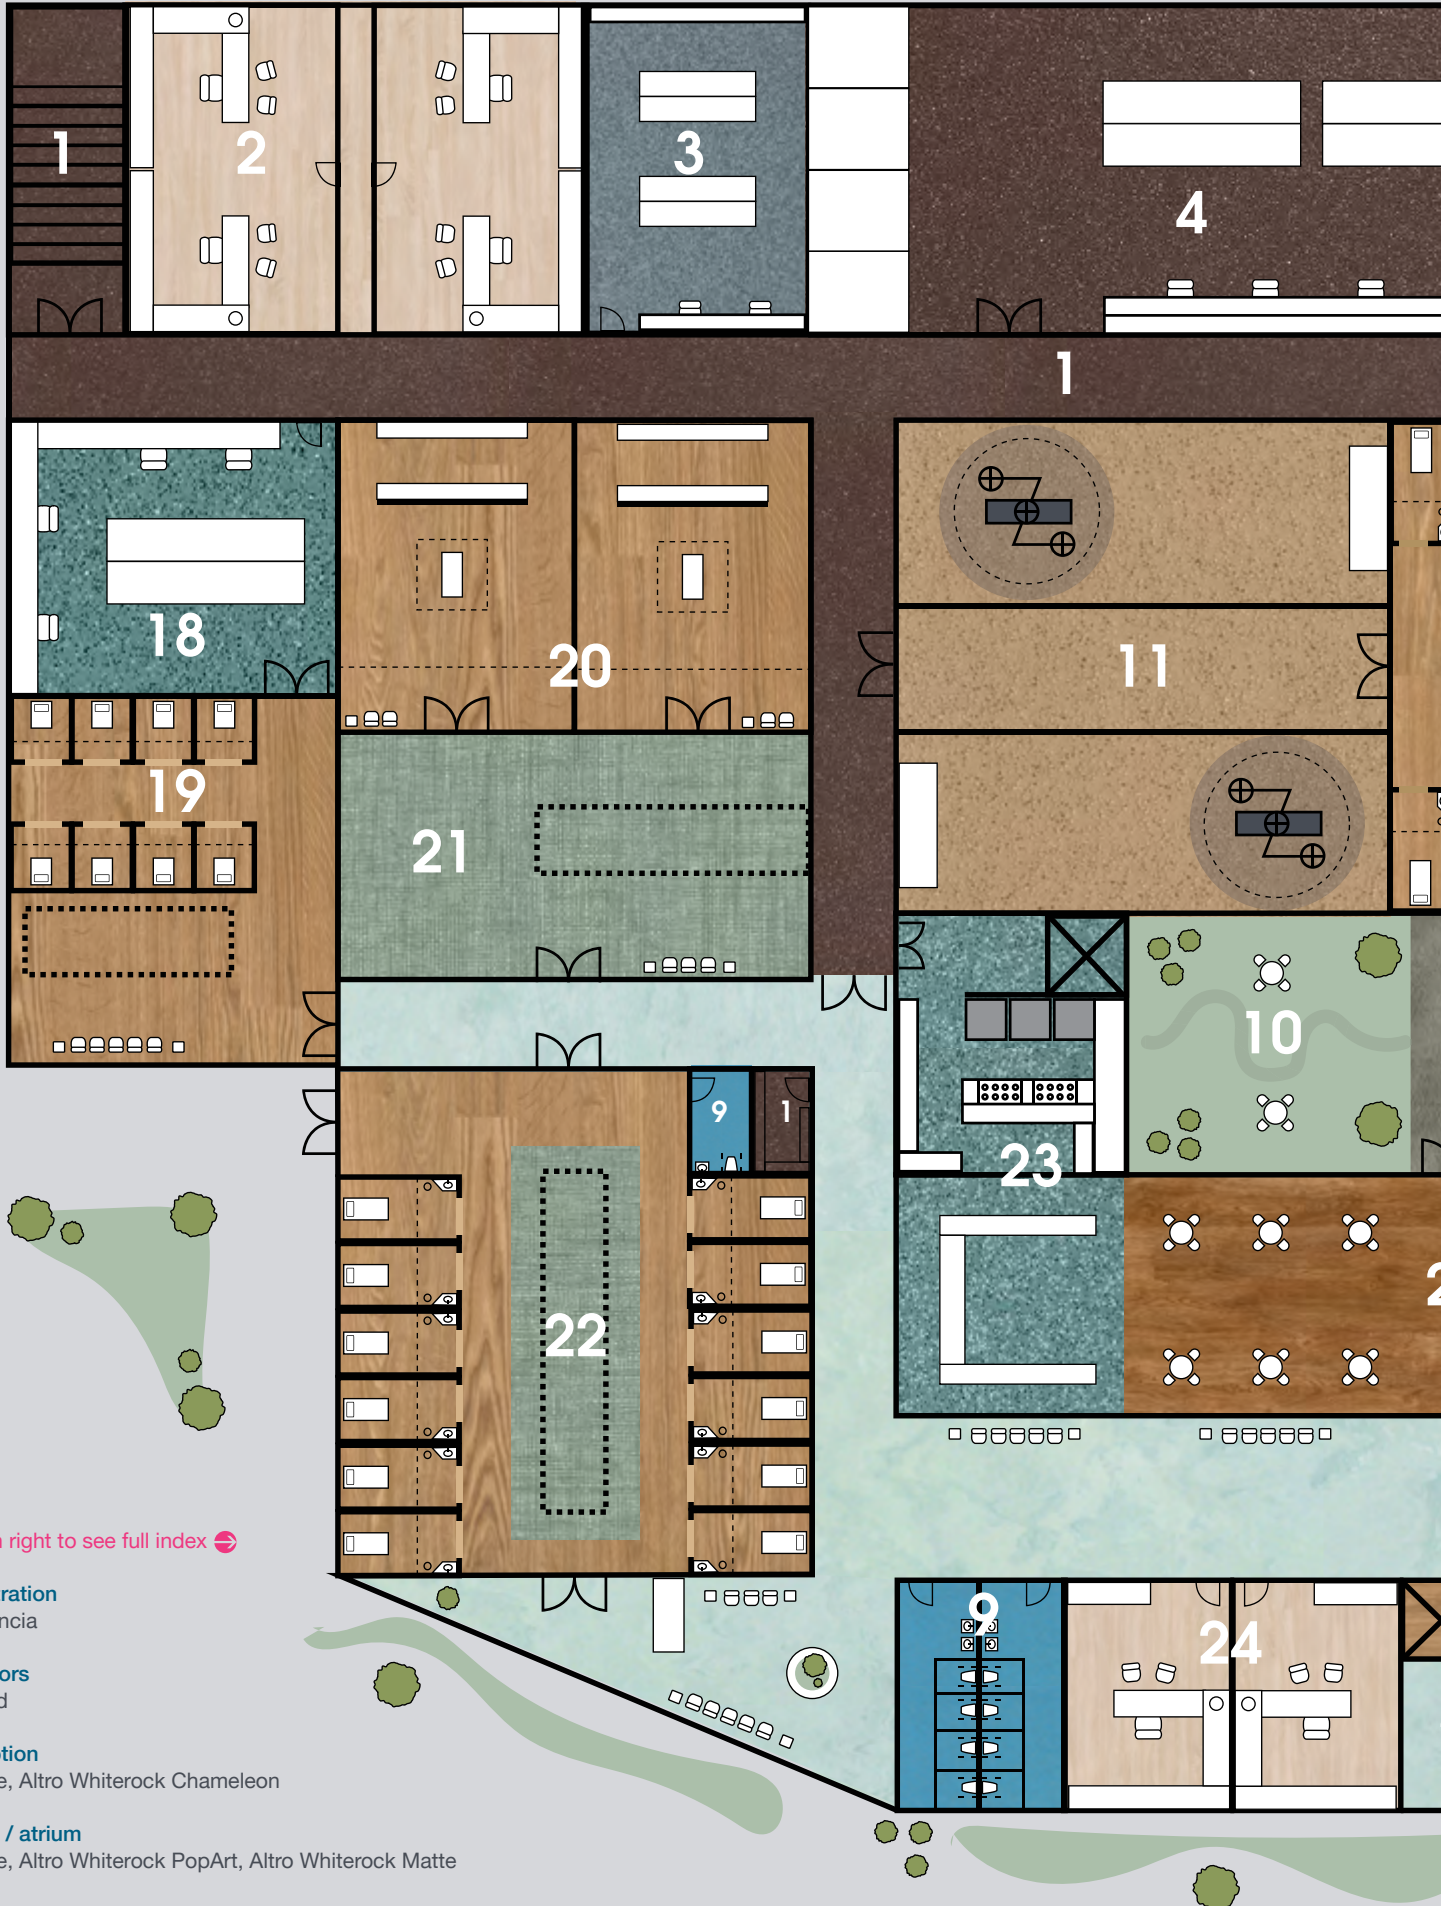 1
2
3
4
1
18
20
11
19
21
10
9
1
23
22
2
9
24
right to see full index
ration
ncia
ors
d
tion
e, Altro Whiterock Chameleon
/ atrium
e, Altro Whiterock PopArt, Altro Whiterock Matte